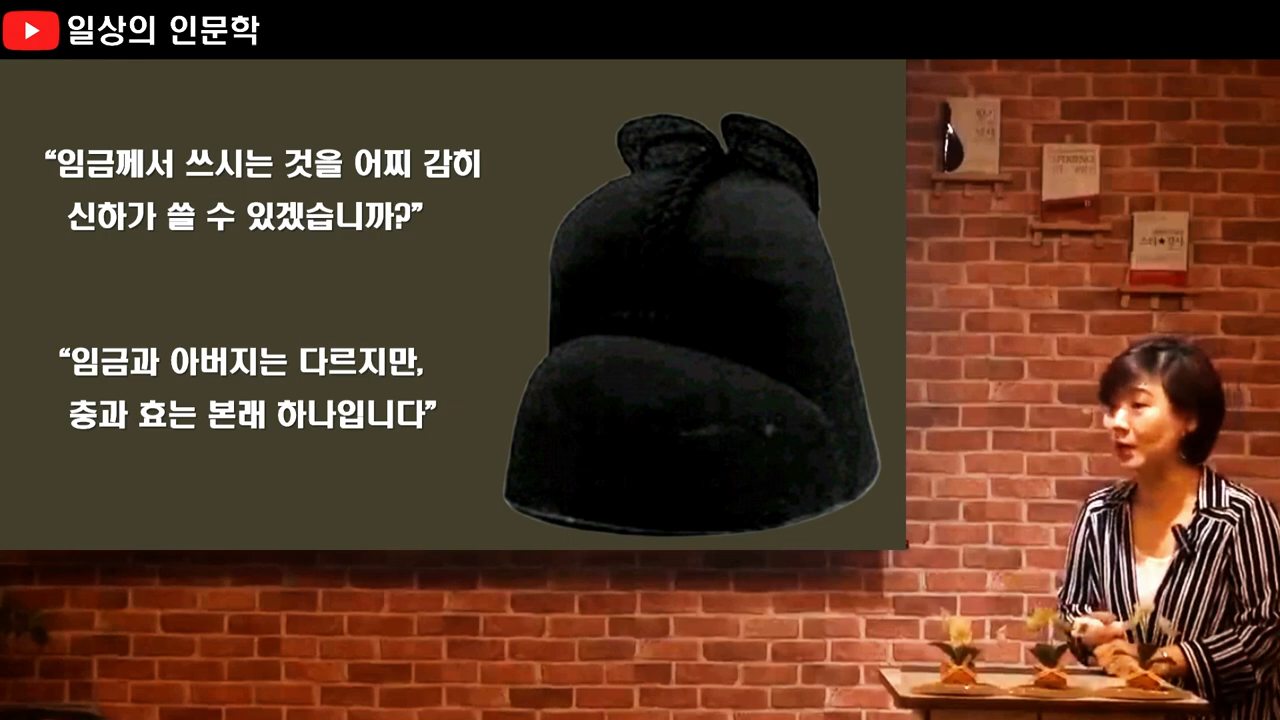 일상의 인문학
“임금께서 쓰시는 것을 어찌 감히
신하가 쓸 수 있겠습니까?”
“임금과 아버지는 다르지만,
충과 효는 본래 하나입니다”